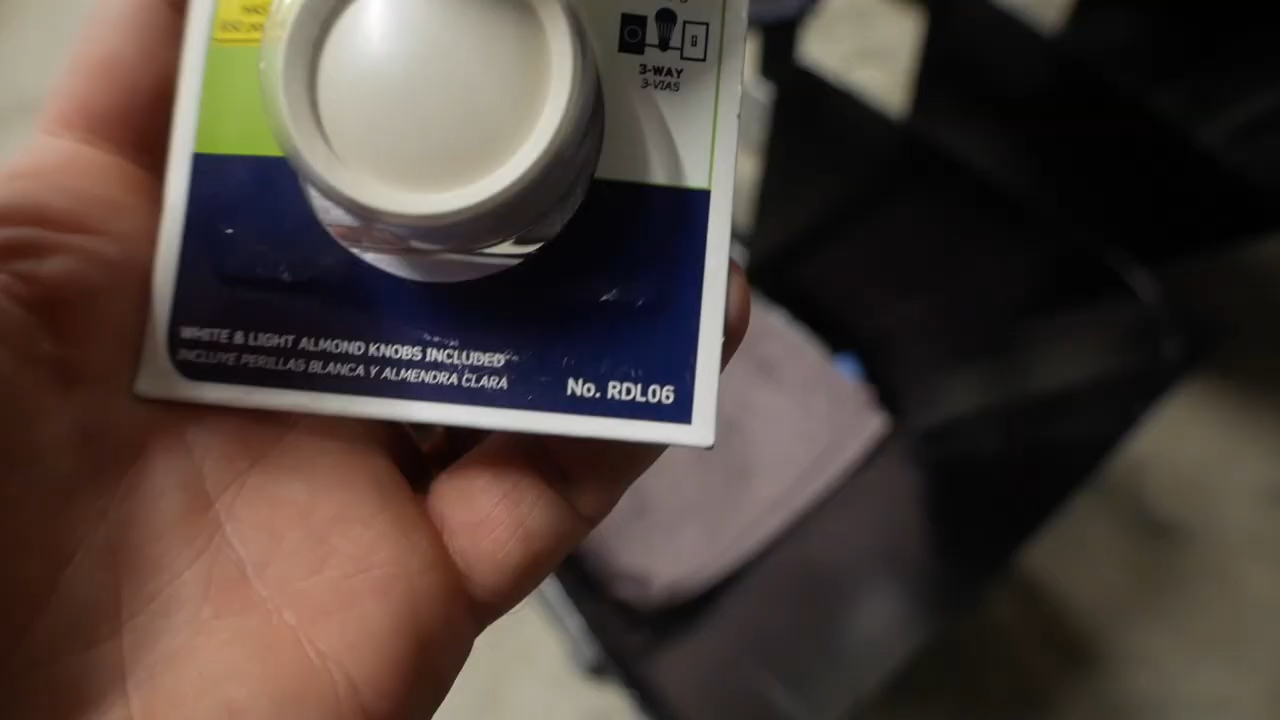 3-WAY
3-VIAS
WHITE & LIGHT ALMOND KNOBS INCLUDED
INCLUYE PERILLAS BLANCA Y ALMENDRA CLARA
No. RDL06